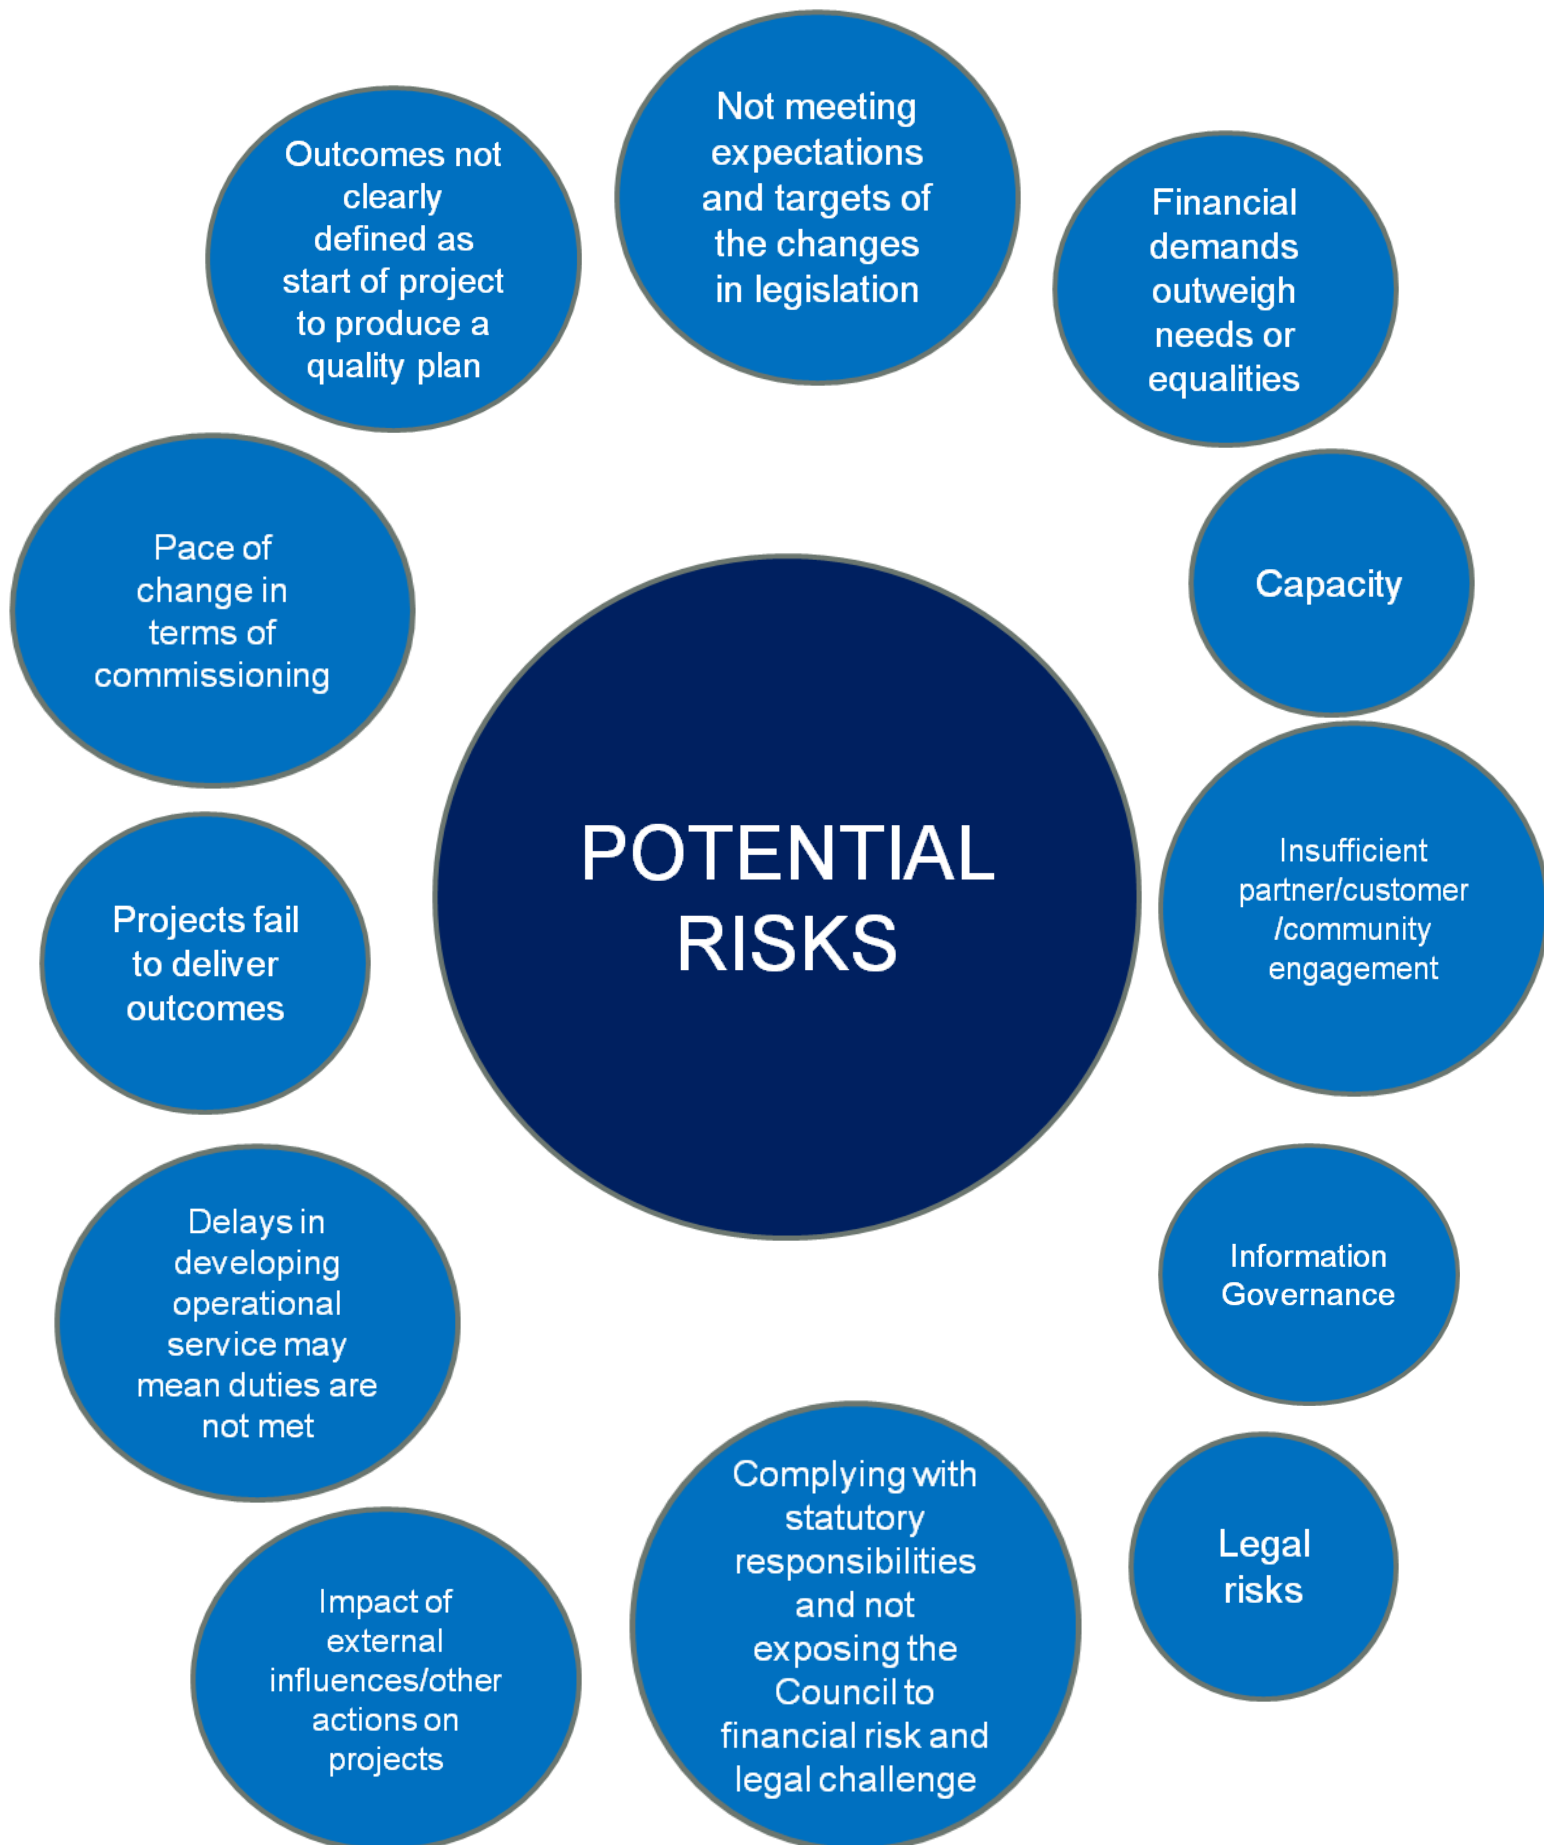 Not meeting
expectations
and targets of
the changes
in legislation
Outcomes not
clearly
defined as
start of project
to produce a
quality plan
Financial
demands
outweigh
needs or
equalities
Pace of
change in
terms of
commissioning
Capacity
POTENTIAL
RISKS
Insufficient
partner/customer
/community
engagement
Projects fail
to deliver
outcomes
Delays in
developing
operational
service may
mean duties are
not met
Information
Governance
Complying with
statutory
responsibilities
and not
exposing the
Council to
financial risk and
legal challenge
Legal
risks
Impact of
external
influences/other
actions on
projects